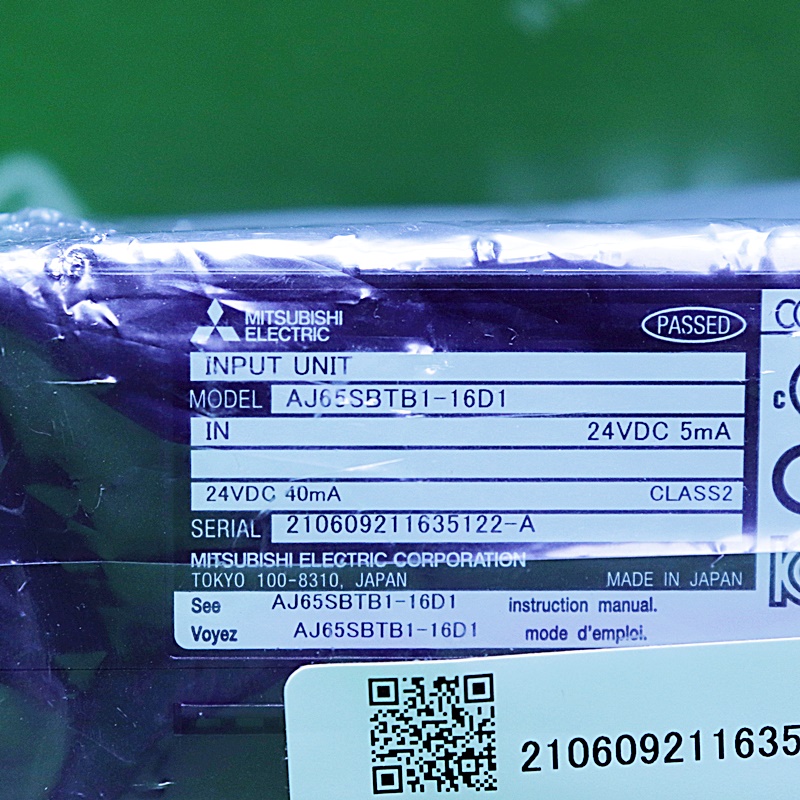 MITSUBISHI
ELECTRIC
PASSED
INPUT UNIT
MODEL AJ65SBTB1-16D1
IN 24VDC 5mA
24VDC 40mA CLASS2
SERIAL 210609211635122-A
MITSUBISHI ELECTRIC CORPORATION
TOKYO 100-8310, JAPAN MADE IN JAPAN
See AJ65SBTB1-16D1 instruction manual.
Voyez AJ65SBTB1-16D1 mode d'emploi.
210609211635